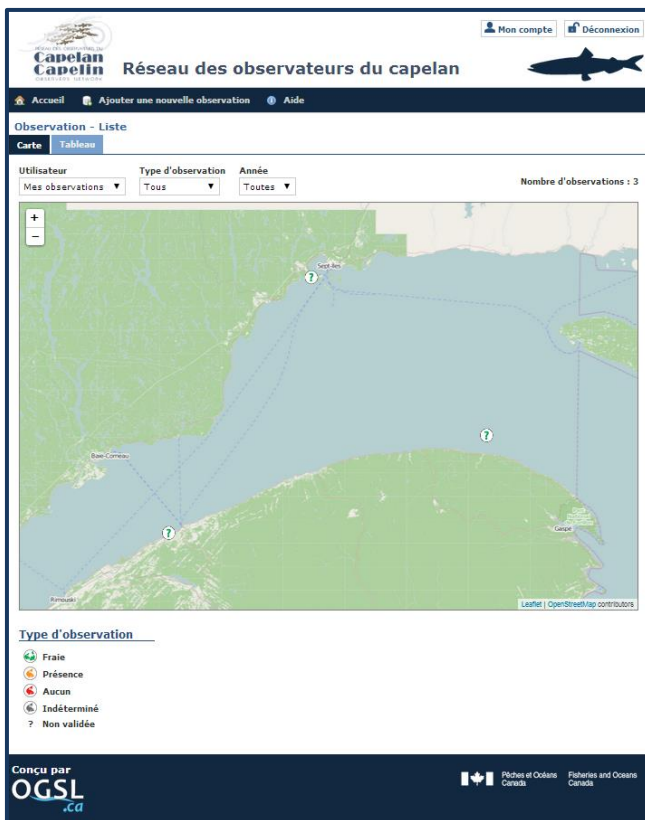 Mon compte
Déconnexion
RÉSEAU DES OBSERVATEURS DU
Capelan
Capelin
OBSERVERS NETWORK
Réseau des observateurs du capelan
Accueil
Ajouter une nouvelle observation
Aide
Observation - Liste
Carte
Tableau
Utilisateur
Type d'observation
Année
Mes observations ▼
Tous ▼
Toutes ▼
Nombre d'observations : 3
+
−
Sept-Îles
?
?
Baie-Comeau
?
Gaspé
Rimouski
Leaflet | OpenStreetMap contributors
Type d'observation
Fraie
Présence
Aucun
Indéterminé
? Non validée
Conçu par
OGSL
.ca
Pêches et Océans
Canada
Fisheries and Oceans
Canada